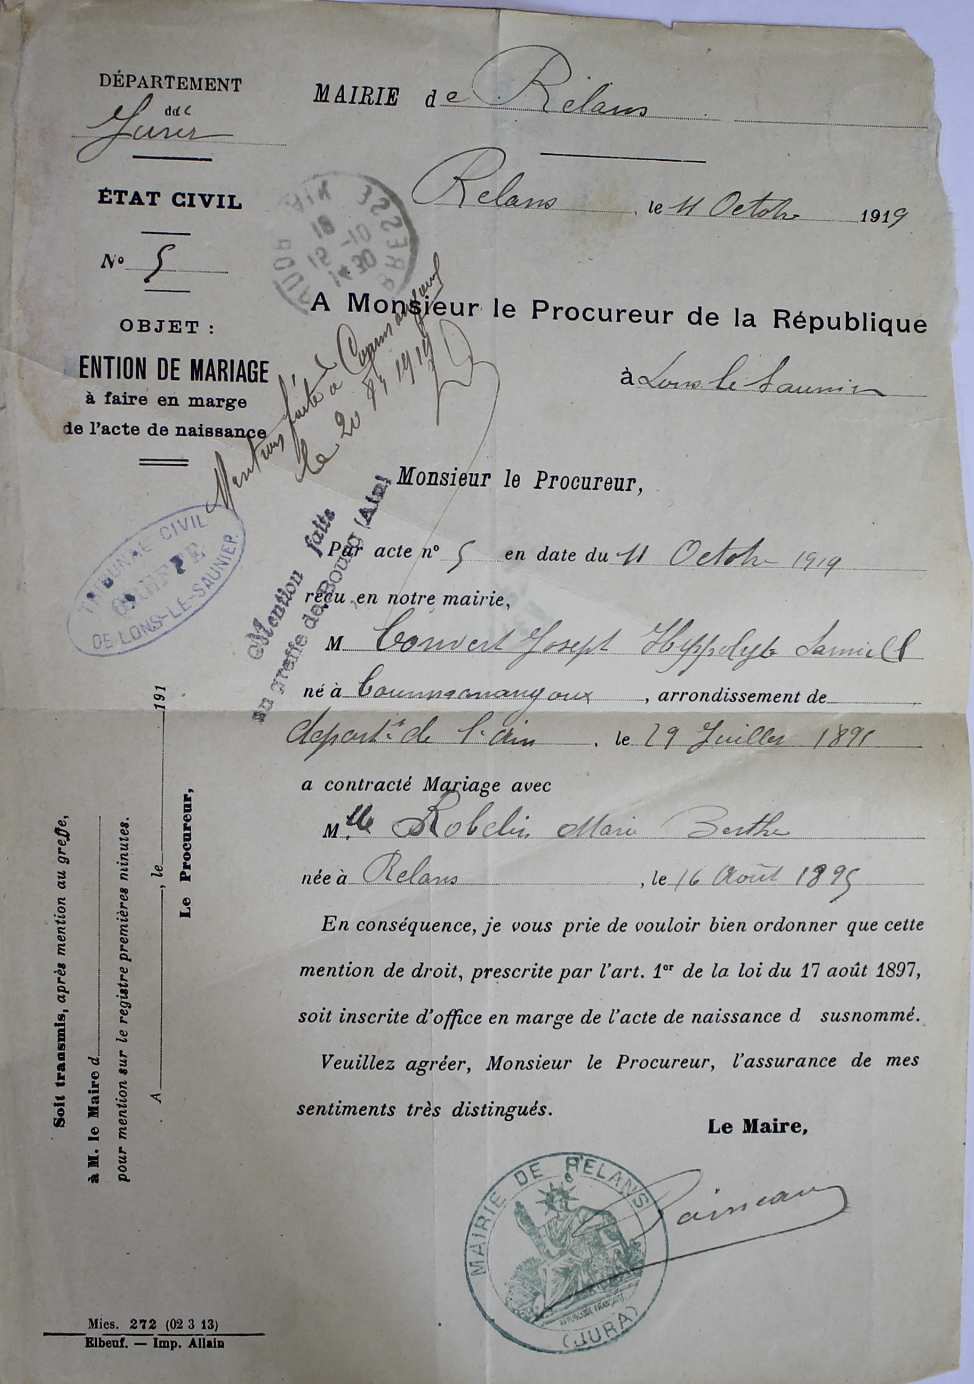 DÉPARTEMENT
du
Jura
ÉTAT CIVIL
N° 5
OBJET :
ENTION DE MARIAGE
à faire en marge
de l'acte de naissance
MAIRIE de Relans
Relans, le 11 Octobre 1919
A Monsieur le Procureur de la République
à Lons le Saunier
Mention faite à
le 20 1919
Mention faite
au greffe de Bourg (Ain)
TRIBUNAL CIVIL
GREFFE
DE LONS-LE-SAUNIER
Monsieur le Procureur,
Par acte n° 5 en date du 11 Octobre 1919
reçu en notre mairie,
M Convert Joseph Hyppolyte
né à, arrondissement de
départ.t de l'ain, le 29 Juillet 1891
a contracté Mariage avec
M.lle Robelin Marie Berthe
née à Relans, le 16 Août 1895
En conséquence, je vous prie de vouloir bien ordonner que cette
mention de droit, prescrite par l'art. 1er de la loi du 17 août 1897,
soit inscrite d'office en marge de l'acte de naissance d susnommé.
Veuillez agréer, Monsieur le Procureur, l'assurance de mes
sentiments très distingués.
Le Maire,
MAIRIE DE RELANS
RÉPUBLIQUE FRANÇAISE
(JURA)
Soit transmis, après mention au greffe,
à M. le Maire d
pour mention sur le registre premières minutes.
A, le 191
Le Procureur,
Mies. 272 (02 3 13)
Elbeuf. — Imp. Allain